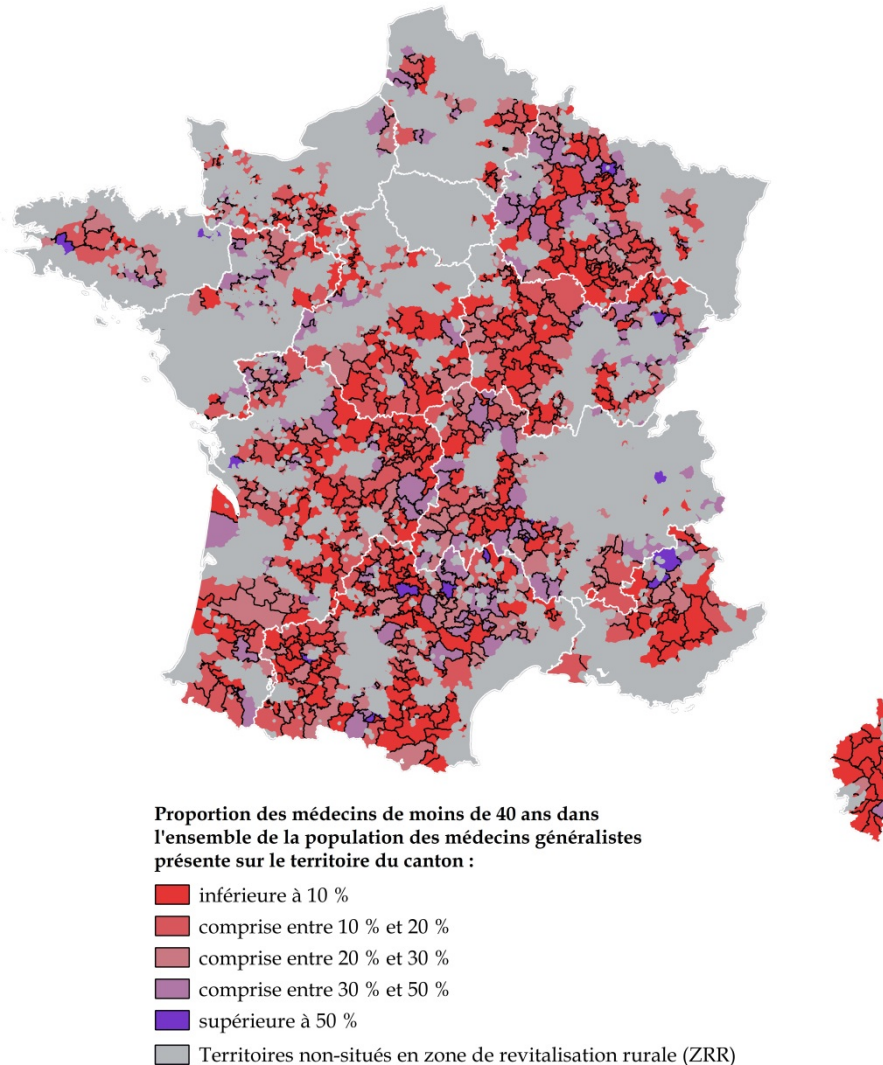 Proportion des médecins de moins de 40 ans dans
l'ensemble de la population des médecins généralistes
présente sur le territoire du canton :
inférieure à 10 %
comprise entre 10 % et 20 %
comprise entre 20 % et 30 %
comprise entre 30 % et 50 %
supérieure à 50 %
Territoires non-situés en zone de revitalisation rurale (ZRR)